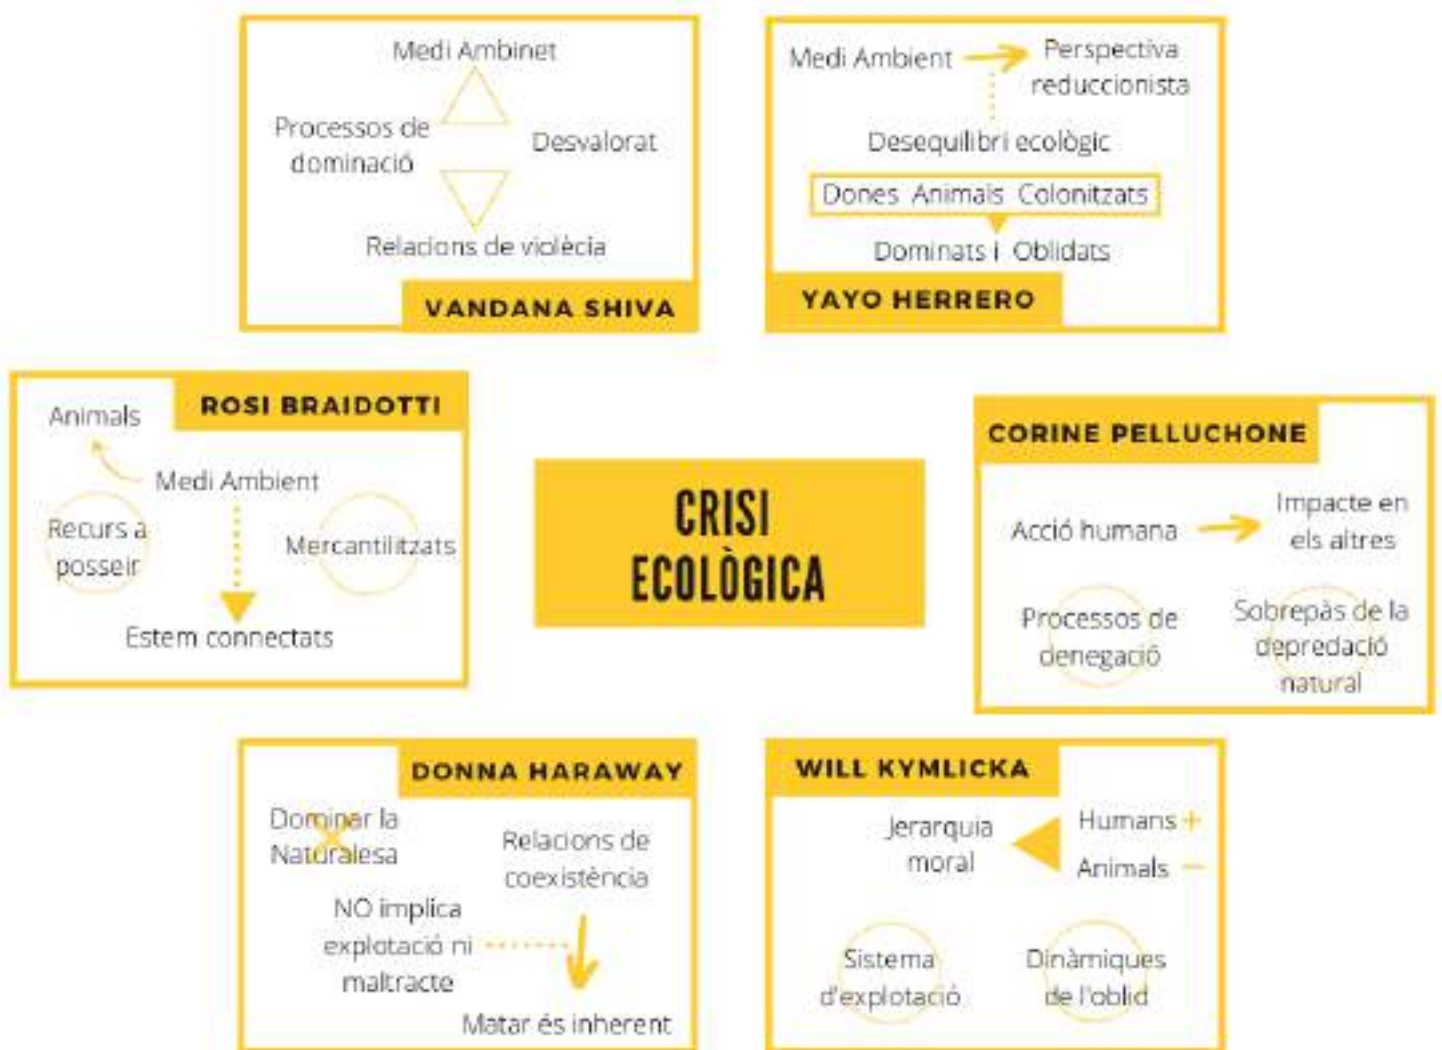 Medi Ambinet
Processos de
dominació
Desvalorat
Relacions de violècia
VANDANA SHIVA
Medi Ambient
Perspectiva
reduccionista
Desequilibri ecològic
Dones Animals Colonitzats
Dominats i Oblidats
YAYO HERRERO
ROSI BRAIDOTTI
Animals
Medi Ambient
Recurs a
posseir
Mercantilitzats
Estem connectats
CRISI
ECOLÒGICA
CORINE PELLUCHONE
Acció humana
Impacte en
els altres
Processos de
denegació
Sobrepàs de la
depredació
natural
DONNA HARAWAY
Dominar la
Naturalesa
Relacions de
coexistència
NO implica
explotació ni
maltracte
Matar és inherent
WILL KYMLICKA
Jerarquia
moral
Humans +
Animals −
Sistema
d'explotació
Dinàmiques
de l'oblid